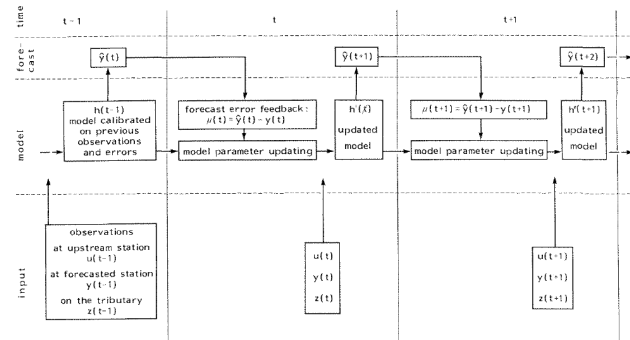 time
t-1
t
t+1
fore-
cast
ŷ(t)
ŷ(t+1)
ŷ(t+2)
model
h(t-1)
model calibrated
on previous
observations
and errors
forecast error feedback:
μ(t)=ŷ(t)-y(t)
model parameter updating
h'(t)
updated
model
μ(t+1)=ŷ(t+1)-y(t+1)
model parameter updating
h'(t+1)
updated
model
input
observations
at upstream station
u(t-1)
at forecasted station
y(t-1)
on the tributary
z(t-1)
u(t)
y(t)
z(t)
u(t+1)
y(t+1)
z(t+1)